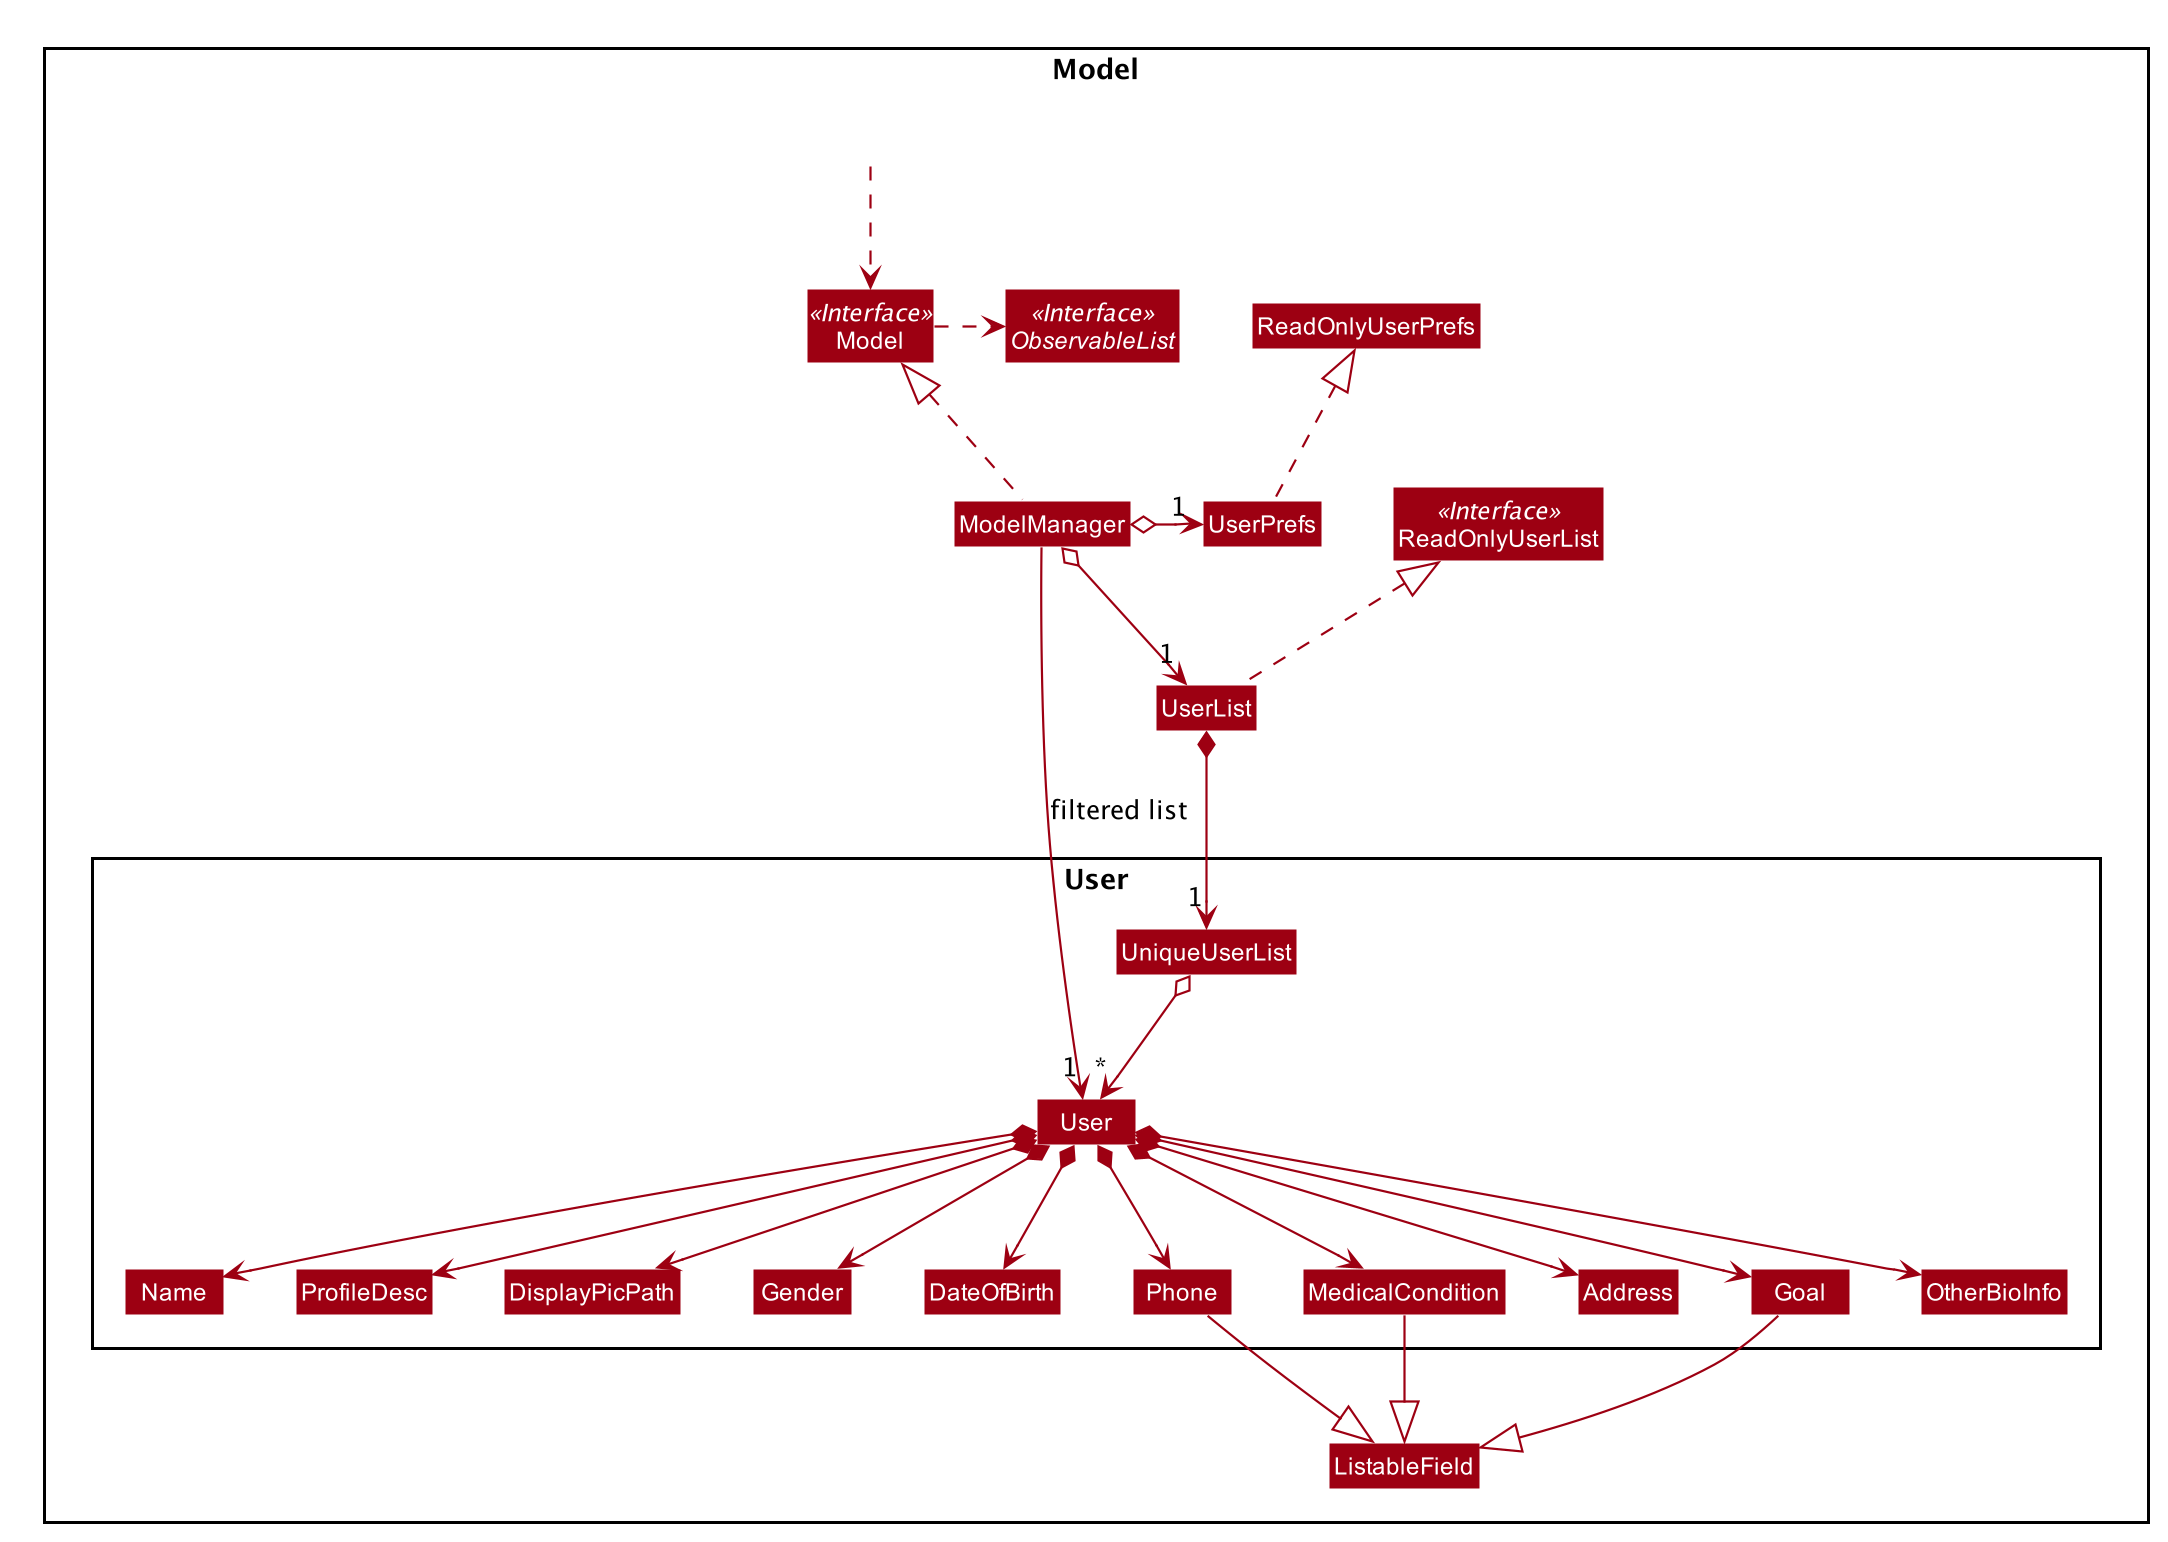 Model
«Interface»
Model
«Interface»
ObservableList
ReadOnlyUserPrefs
ModelManager
1
UserPrefs
«Interface»
ReadOnlyUserList
1
UserList
filtered list
User
1
UniqueUserList
1
*
User
Name
ProfileDesc
DisplayPicPath
Gender
DateOfBirth
Phone
MedicalCondition
Address
Goal
OtherBioInfo
ListableField